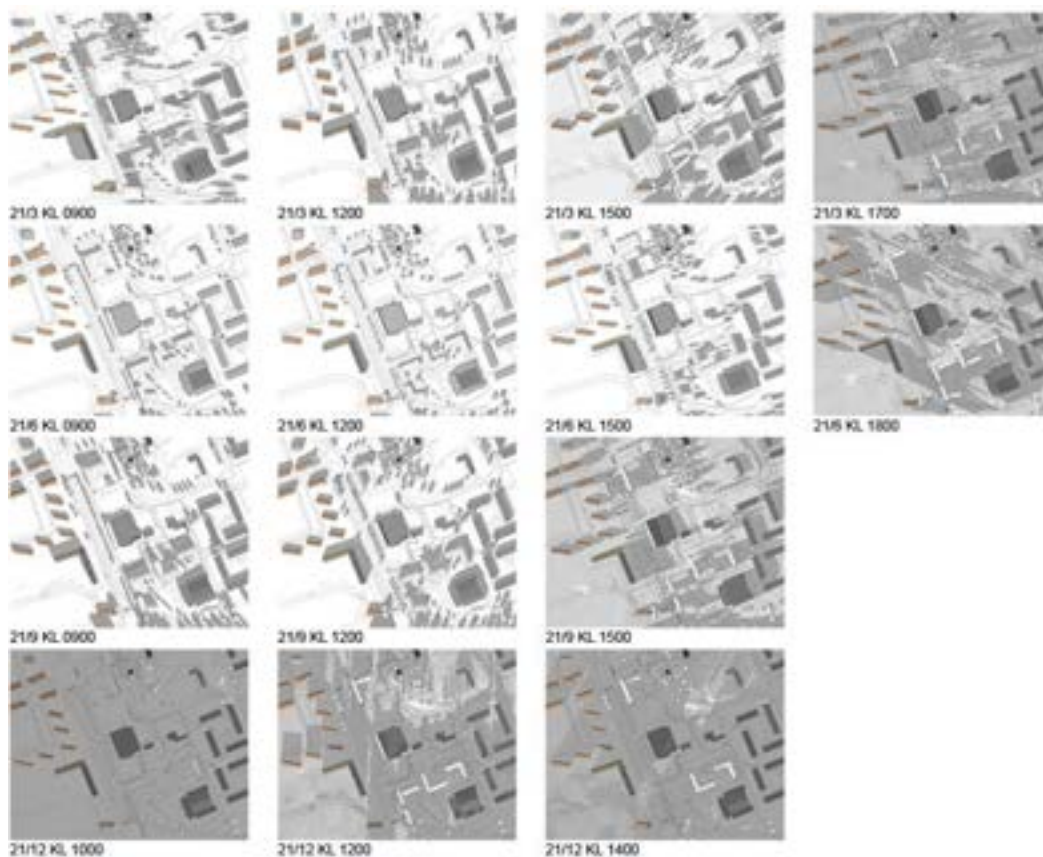 21/3 KL 0900
21/3 KL 1200
21/3 KL 1500
21/3 KL 1700
21/6 KL 0900
21/6 KL 1200
21/6 KL 1500
21/6 KL 1800
21/9 KL 0900
21/9 KL 1200
21/9 KL 1500
21/12 KL 1000
21/12 KL 1200
21/12 KL 1400